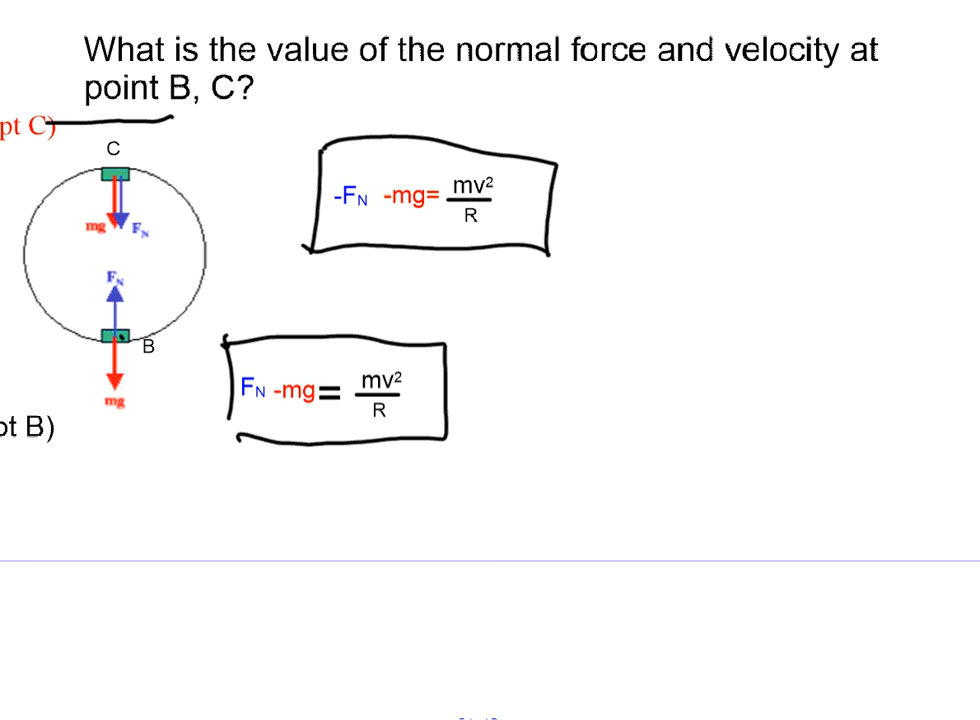 What is the value of the normal force and velocity at
point B, C?
pt C)
C
-FN -mg= mv²
R
mg FN
FN
B
FN -mg= mv²
R
mg
pt B)